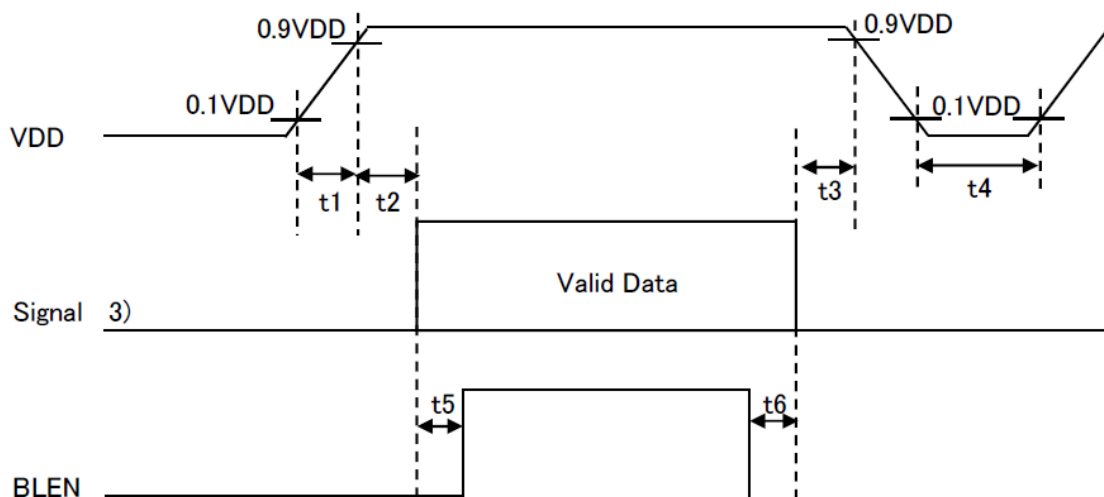 0.9VDD
0.9VDD
0.1VDD
0.1VDD
VDD
t1
t2
t3
t4
Valid Data
Signal 3)
t5
t6
BLEN